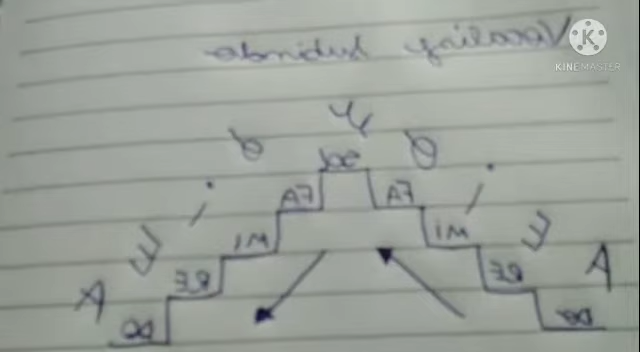 K
KINEMASTER
U
O O
Sol
FA FA
i i
MI MI
E E
RE RE
A A
DO DO